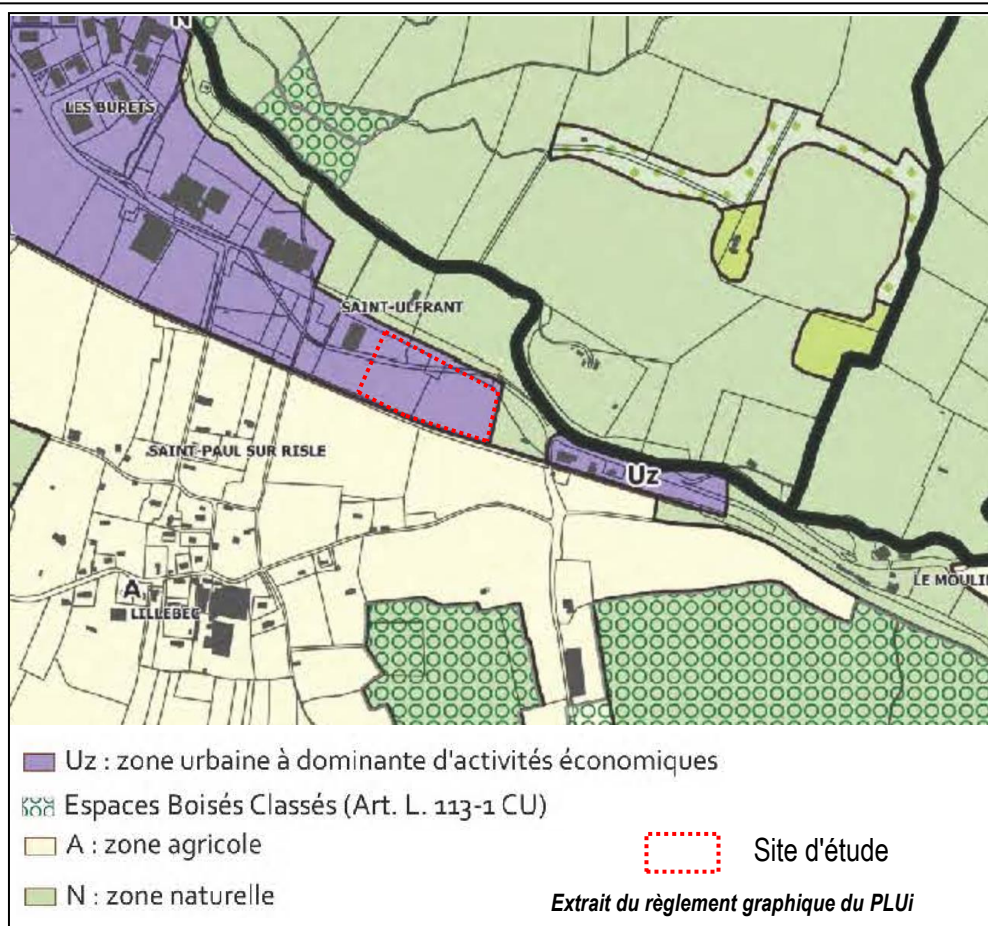 N
LES BURETS
SAINT-ULFRANT
SAINT-PAUL SUR RISLE
Uz
A
LILLEBEC
LE MOULIN
Uz : zone urbaine à dominante d'activités économiques
Espaces Boisés Classés (Art. L. 113-1 CU)
A : zone agricole
Site d'étude
N : zone naturelle
Extrait du règlement graphique du PLUi